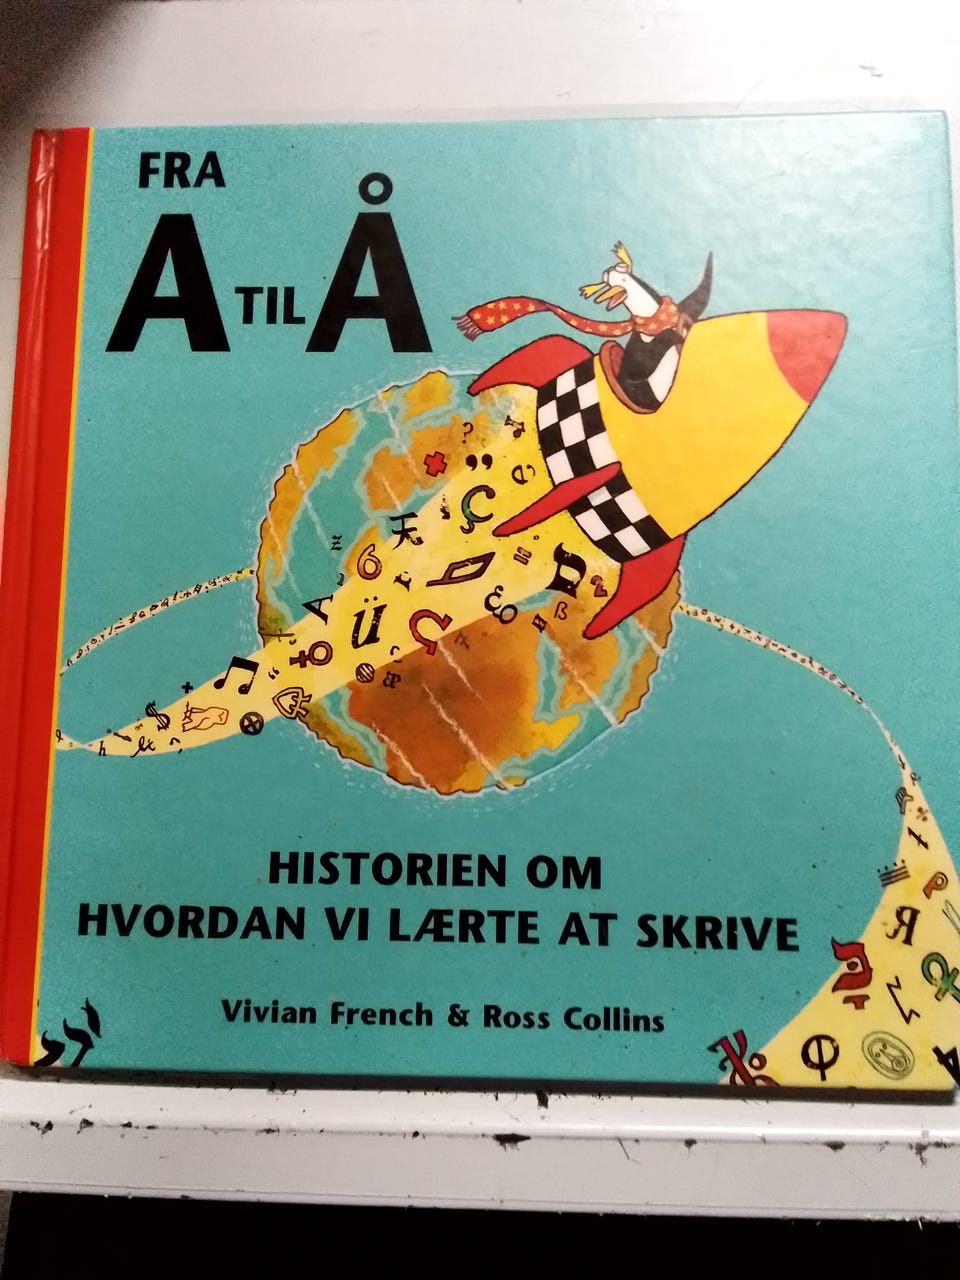 FRA
A TIL Å
HISTORIEN OM
HVORDAN VI LÆRTE AT SKRIVE
Vivian French & Ross Collins